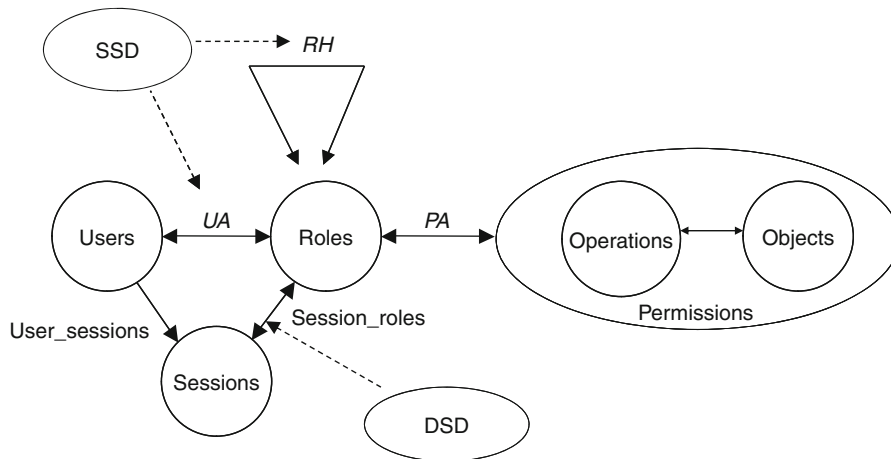 SSD
RH
Users
UA
Roles
PA
Operations
Objects
Permissions
User_sessions
Session_roles
Sessions
DSD